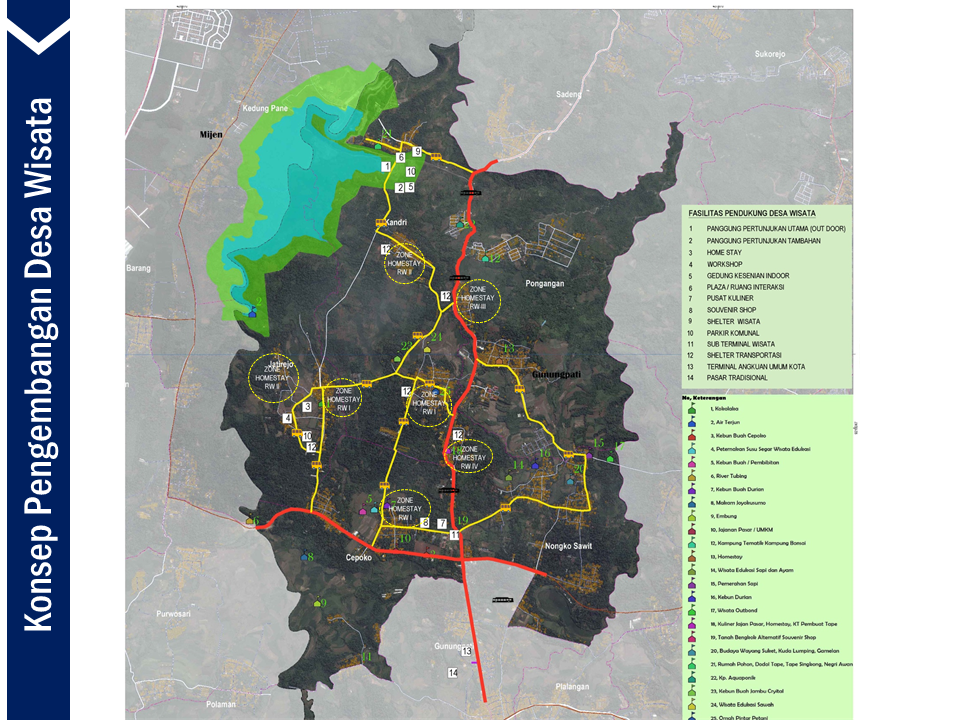 Konsep Pengembangan Desa Wisata
Sukorejo
Sadeng
Kedung Pane
Mijen
9
6
1
10
2 5
Kandri
12
ZONE
HOMESTAY
RW II
12
Barang
2
12
ZONE
HOMESTAY
RW III
Pongangan
24
23
13
Gunungpati
Jatirejo
ZONE
HOMESTAY
RW II
ZONE
HOMESTAY
RW I
12
ZONE
HOMESTAY
RW I
3
4
10
12
12
ZONE
HOMESTAY
RW IV
14
16
15
20
5
ZONE
HOMESTAY
RW I
8 7
19
11
6
10
8
Cepoko
Nongko Sawit
9
Purwosari
11
13
14
Plalangan
Polaman
FASILITAS PENDUKUNG DESA WISATA
1 PANGGUNG PERTUNJUKAN UTAMA (OUT DOOR)
2 PANGGUNG PERTUNJUKAN TAMBAHAN
3 HOME STAY
4 WORKSHOP
5 GEDUNG KESENIAN INDOOR
6 PLAZA / RUANG INTERAKSI
7 PUSAT KULINER
8 SOUVENIR SHOP
9 SHELTER WISATA
10 PARKIR KOMUNAL
11 SUB TERMINAL WISATA
12 SHELTER TRANSPORTASI
13 TERMINAL ANGKUAN UMUM KOTA
14 PASAR TRADISIONAL
No, Keterangan
1, Kobalaka
2, Air Terjun
3, Kebun Buah Cepoko
4, Peternakan Susu Segar Wisata Edukasi
5, Kebun Buah / Pembibitan
6, River Tubing
7, Kebun Buah Durian
8, Makam Joyokusumo
9, Embung
10, Jajanan Pasar / UMKM
12, Kampung Tematik Kampung Bansai
13, Homestay
14, Wisata Edukasi Sapi dan Ayam
15, Pemerahan Sapi
16, Kebun Durian
17, Wisata Outbond
18, Kuliner Jajan Pasar, Homestay, KT Pembuat Tape
19, Tanah Bengkok Alternatif Souvenir Shop
20, Budaya Wayang Suket, Kuda Lumping, Gamelan
21, Rumah Pohon, Dodol Tape, Tape Singkong, Negri Awan
22, Kp. Aquaponik
23, Kebun Buah Jambu Crystal
24, Wisata Edukasi Sawah
25, Omah Pintar Petani